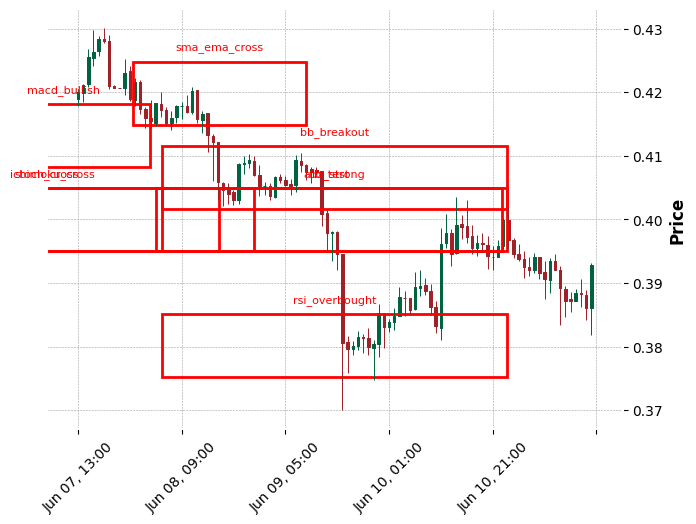 0.43
sma_ema_cross
0.42
macd_bullish
bb_breakout
0.41
ichimoku_cross
stoch_cross
adx_strong
0.40
Price
0.39
rsi_overbought
0.38
0.37
Jun 07, 13:00
Jun 08, 09:00
Jun 09, 05:00
Jun 10, 01:00
Jun 10, 21:00